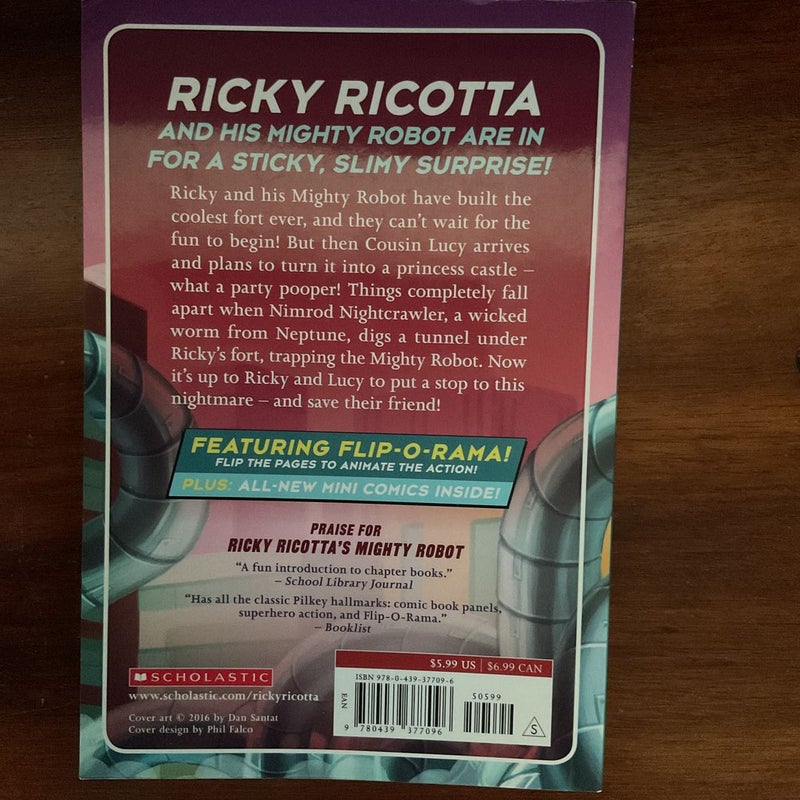 RICKY RICOTTA
AND HIS MIGHTY ROBOT ARE IN
FOR A STICKY, SLIMY SURPRISE!
Ricky and his Mighty Robot have built the
coolest fort ever, and they can't wait for the
fun to begin! But then Cousin Lucy arrives
and plans to turn it into a princess castle –
what a party pooper! Things completely fall
apart when Nimrod Nightcrawler, a wicked
worm from Neptune, digs a tunnel under
Ricky's fort, trapping the Mighty Robot. Now
it's up to Ricky and Lucy to put a stop to this
nightmare – and save their friend!
FEATURING FLIP-O-RAMA!
FLIP THE PAGES TO ANIMATE THE ACTION!
PLUS: ALL-NEW MINI COMICS INSIDE!
PRAISE FOR
RICKY RICOTTA'S MIGHTY ROBOT
"A fun introduction to chapter books."
– School Library Journal
"Has all the classic Pilkey hallmarks: comic book panels,
superhero action, and Flip-O-Rama."
– Booklist
SCHOLASTIC
www.scholastic.com/rickyricotta
Cover art © 2016 by Dan Santat
Cover design by Phil Falco
$5.99 US | $6.99 CAN
ISBN 978-0-439-37709-6
50599
EAN
9 780439 377096
S